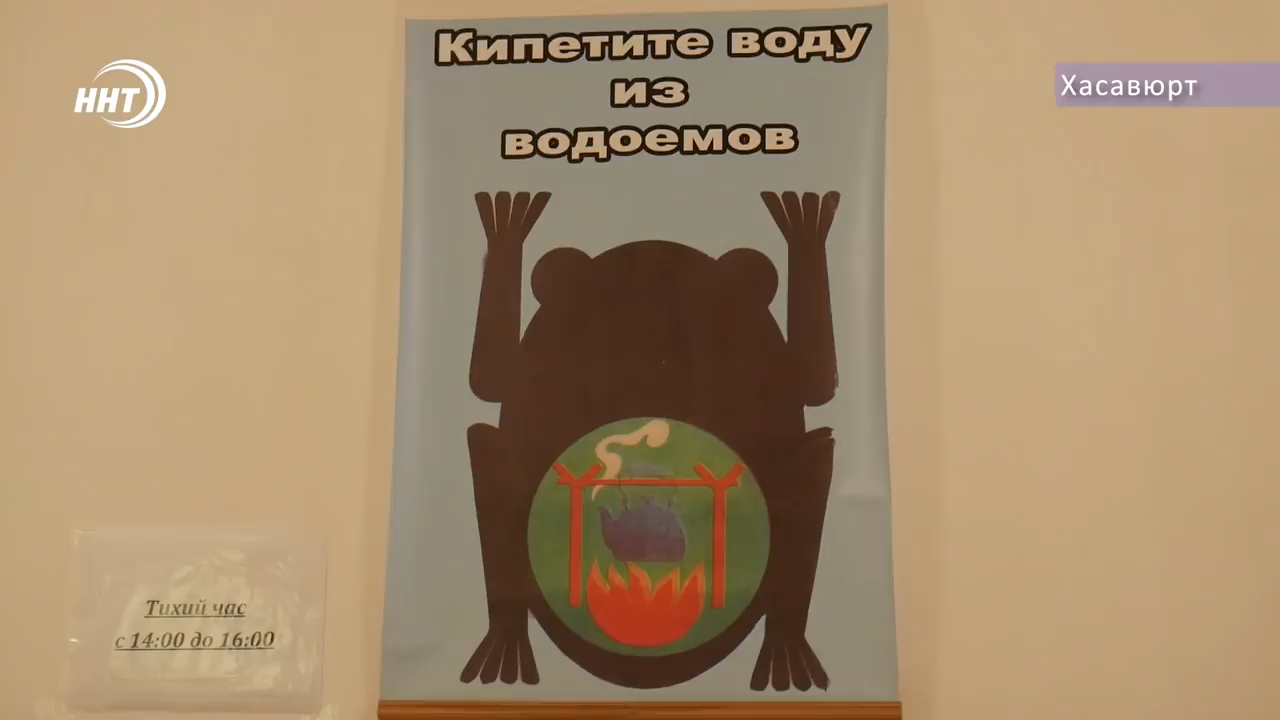 ННТ
Хасавюрт
Кипетите воду
из
водоемов
Тихий час
с 14:00 до 16:00